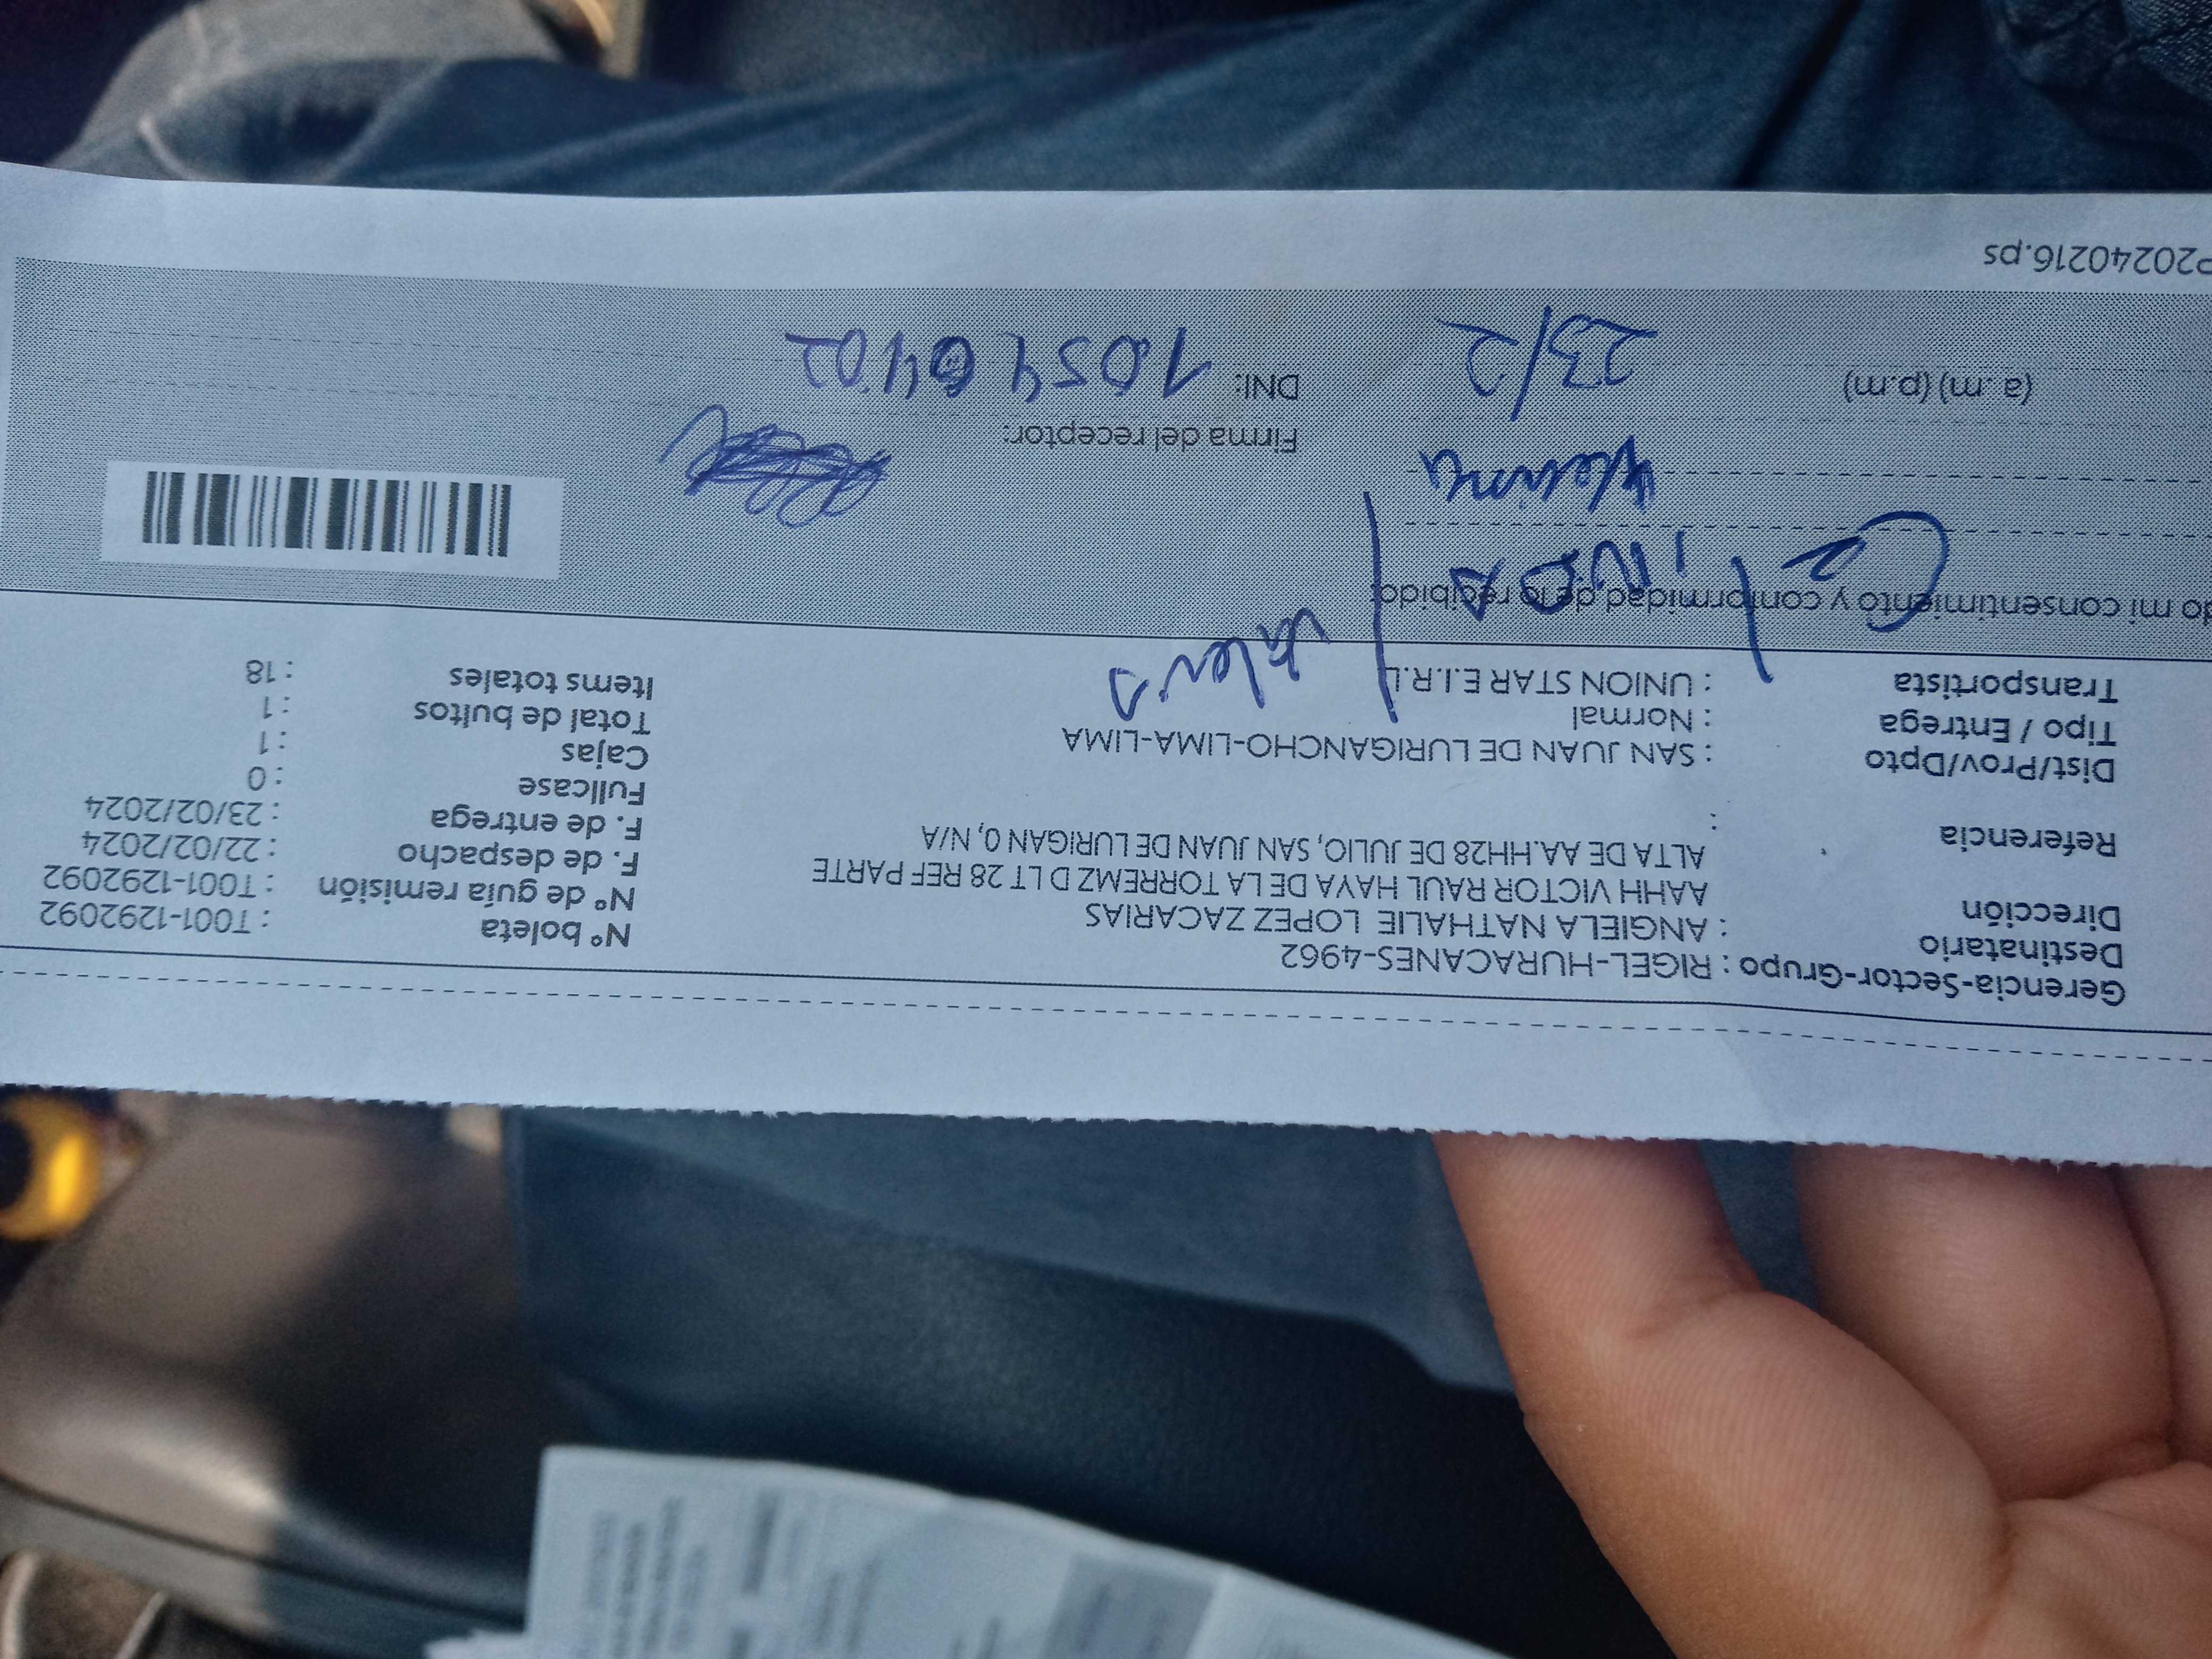 Gerencia-Sector-Grupo : RIGEL-HURACANES-4962
Destinatario : ANGIELA NATHALIE LOPEZ ZACARIAS
Dirección AAHH VICTOR RAUL HAYA DE LA TORREMZ D LT 28 REF PARTE
ALTA DE AA.HH28 DE JULIO, SAN JUAN DE LURIGAN 0, N/A
Referencia :
Dist/Prov/Dpto : SAN JUAN DE LURIGANCHO-LIMA-LIMA
Tipo / Entrega : Normal
Transportista : UNION STAR E.I.R.L
Nº boleta : T001-1292092
Nº de guía remisión : T001-1292092
F. de despacho : 22/02/2024
F. de entrega : 23/02/2024
Fullcase : 0
Cajas : 1
Total de bultos : 1
Items totales : 18
do mi consentimiento y conformidad de lo recibido:
Firma del receptor:
(a .m) (p.m) 23/2
DNI: 10546402
P20240216.ps